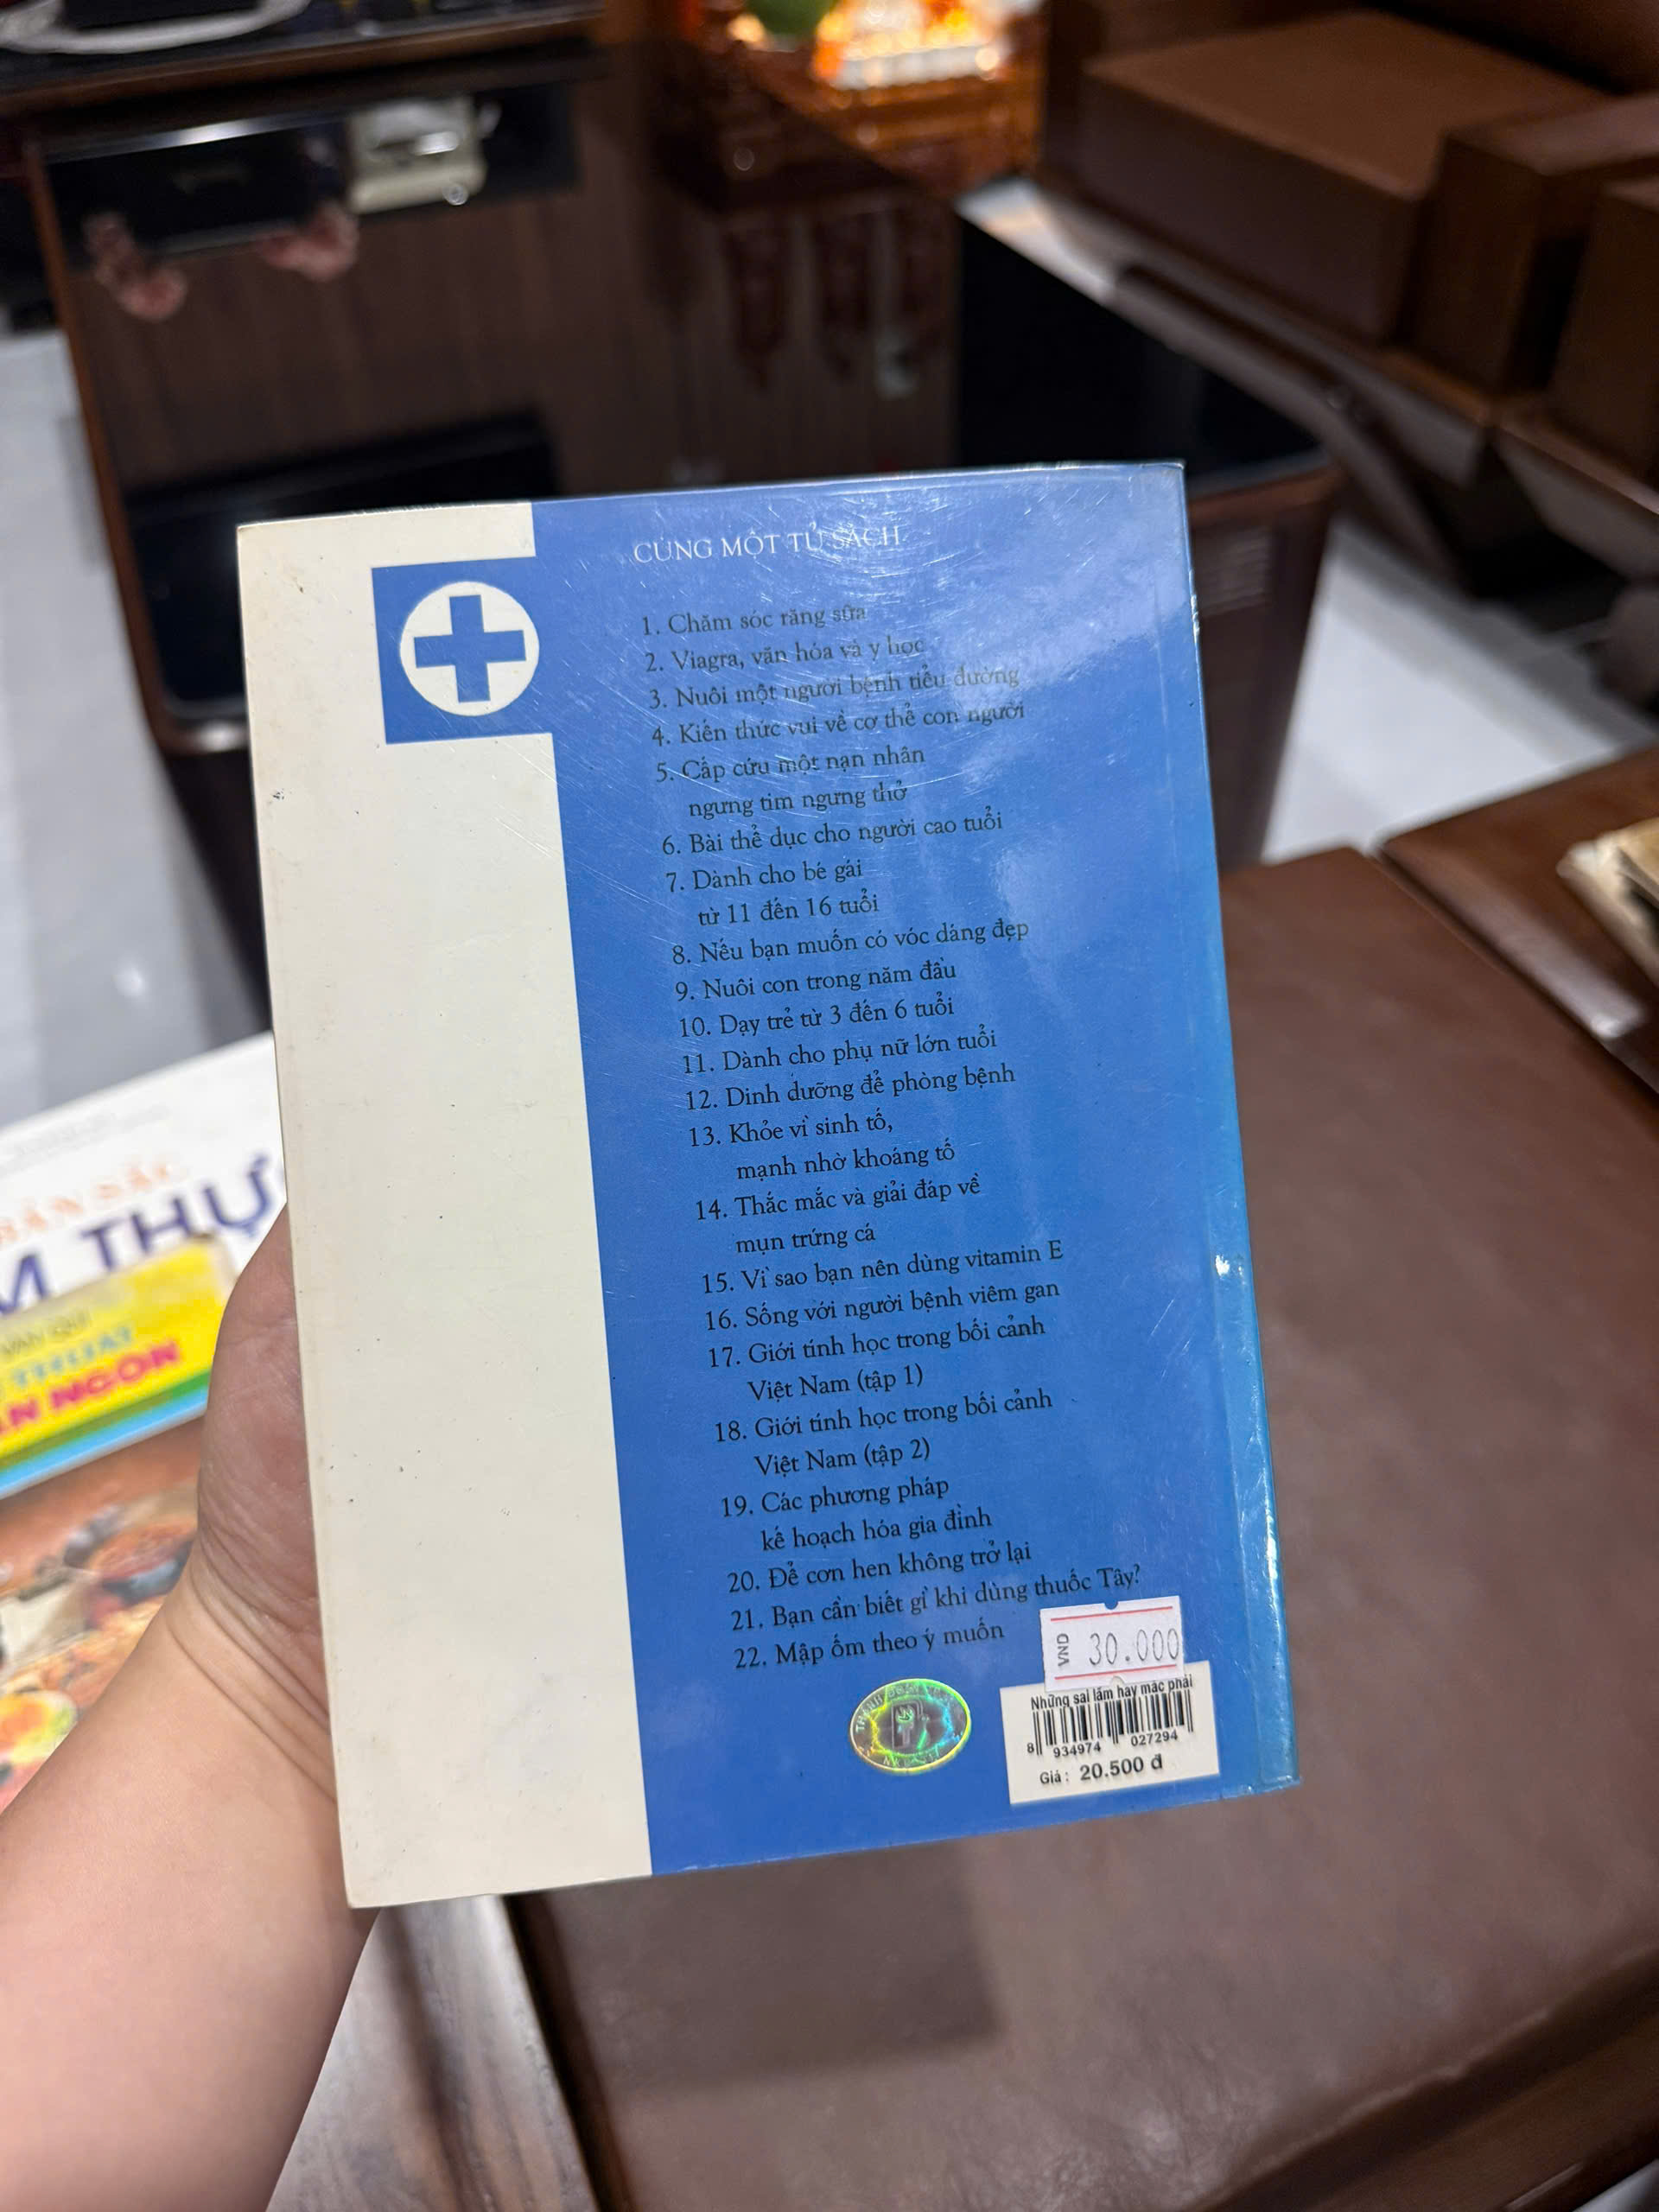 CÙNG MỘT TỦ SÁCH
1. Chăm sóc răng sữa
2. Viagra, văn hóa và y học
3. Nuôi một người bệnh tiểu đường
4. Kiến thức vui về cơ thể con người
5. Cấp cứu một nạn nhân
ngưng tim ngưng thở
6. Bài thể dục cho người cao tuổi
7. Dành cho bé gái
từ 11 đến 16 tuổi
8. Nếu bạn muốn có vóc dáng đẹp
9. Nuôi con trong năm đầu
10. Dạy trẻ từ 3 đến 6 tuổi
11. Dành cho phụ nữ lớn tuổi
12. Dinh dưỡng để phòng bệnh
13. Khỏe vì sinh tố,
mạnh nhờ khoáng tố
14. Thắc mắc và giải đáp về
mụn trứng cá
15. Vì sao bạn nên dùng vitamin E
16. Sống với người bệnh viêm gan
17. Giới tính học trong bối cảnh
Việt Nam (tập 1)
18. Giới tính học trong bối cảnh
Việt Nam (tập 2)
19. Các phương pháp
kế hoạch hóa gia đình
20. Để cơn hen không trở lại
21. Bạn cần biết gì khi dùng thuốc Tây?
22. Mập ốm theo ý muốn
VND 30.000
Những sai lầm hay mắc phải
8 934974 027294
Giá : 20.500 đ
BẢN SẮC
M THỰ
VAN CHI
THUẬT
ĂN NGON